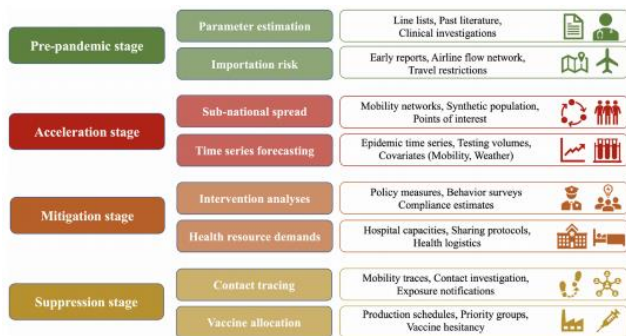 Pre-pandemic stage
Parameter estimation
Line lists, Past literature,
Clinical investigations
Importation risk
Early reports, Airline flow network,
Travel restrictions
Acceleration stage
Sub-national spread
Mobility networks, Synthetic population,
Points of interest
Time series forecasting
Epidemic time series, Testing volumes,
Covariates (Mobility, Weather)
Mitigation stage
Intervention analyses
Policy measures, Behavior surveys
Compliance estimates
Health resource demands
Hospital capacities, Sharing protocols,
Health logistics
Suppression stage
Contact tracing
Mobility traces, Contact investigation,
Exposure notifications
Vaccine allocation
Production schedules, Priority groups,
Vaccine hesitancy